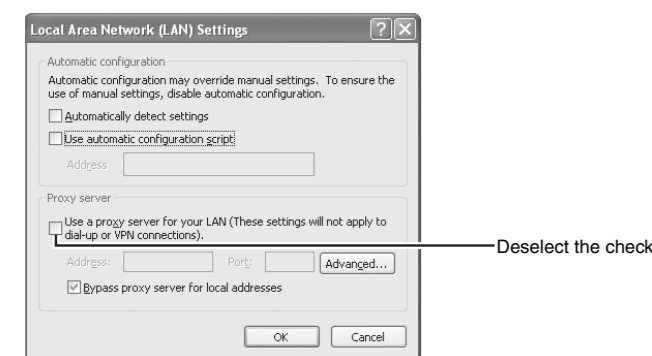 Local Area Network (LAN) Settings
Automatic configuration
Automatic configuration may override manual settings. To ensure the
use of manual settings, disable automatic configuration.
Automatically detect settings
Use automatic configuration script
Address
Proxy server
Use a proxy server for your LAN (These settings will not apply to
dial-up or VPN connections).
Deselect the check
Address:
Port:
Advanced...
Bypass proxy server for local addresses
OK
Cancel